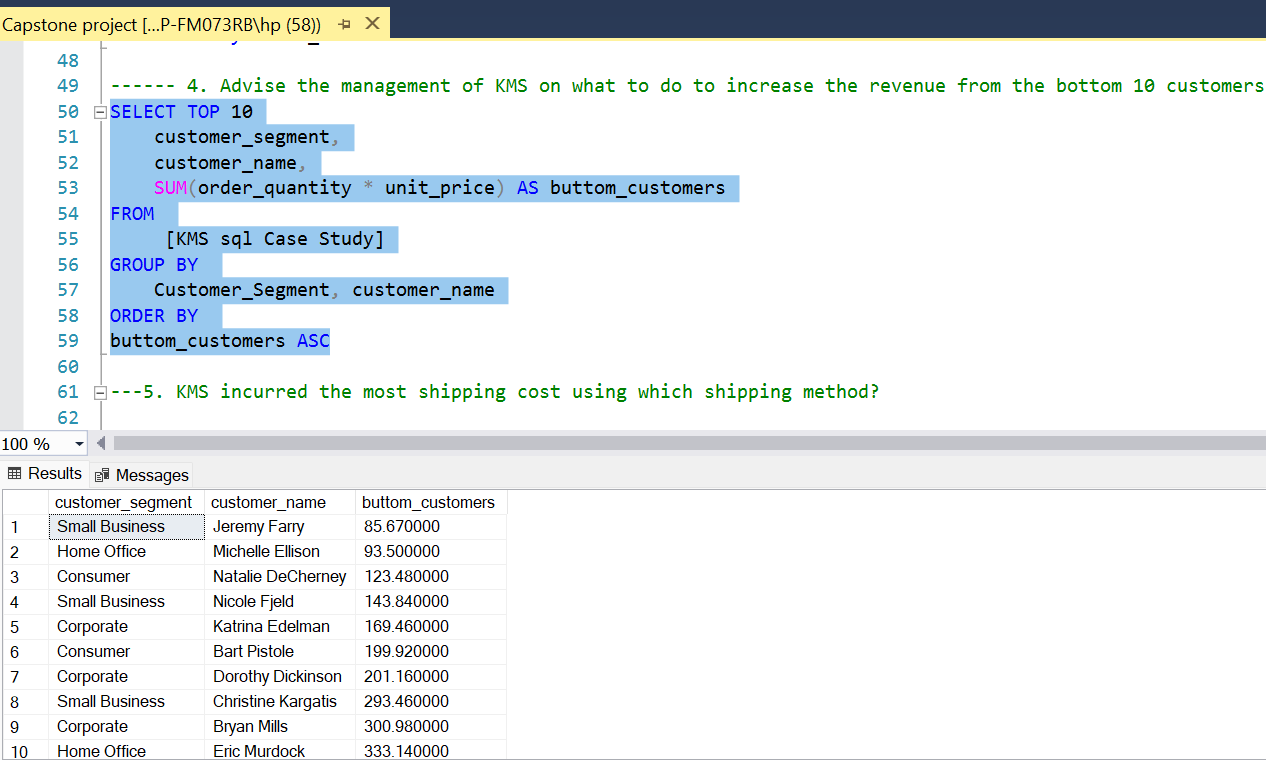 Capstone project [...P-FM073RB\hp (58))
48
49 ------ 4. Advise the management of KMS on what to do to increase the revenue from the bottom 10 customers
50 SELECT TOP 10
51 customer_segment,
52 customer_name,
53 SUM(order_quantity * unit_price) AS buttom_customers
54 FROM
55 [KMS sql Case Study]
56 GROUP BY
57 Customer_Segment, customer_name
58 ORDER BY
59 buttom_customers ASC
60
61 ---5. KMS incurred the most shipping cost using which shipping method?
62
100 %
Results Messages
customer_segment customer_name buttom_customers
1 Small Business Jeremy Farry 85.670000
2 Home Office Michelle Ellison 93.500000
3 Consumer Natalie DeCherney 123.480000
4 Small Business Nicole Fjeld 143.840000
5 Corporate Katrina Edelman 169.460000
6 Consumer Bart Pistole 199.920000
7 Corporate Dorothy Dickinson 201.160000
8 Small Business Christine Kargatis 293.460000
9 Corporate Bryan Mills 300.980000
10 Home Office Eric Murdock 333.140000